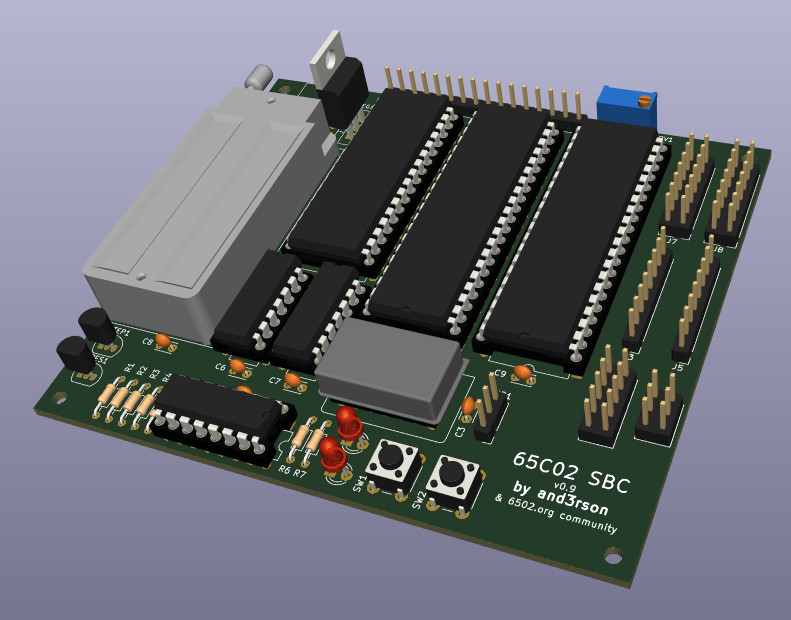 RV1
J7
J8
J5
C8
C6
C7
C9
C3
R1
R2
R3
R4
R6 R7
SW1
SW2
65C02 SBC
v0.9
by and3rson
& 6502.org community